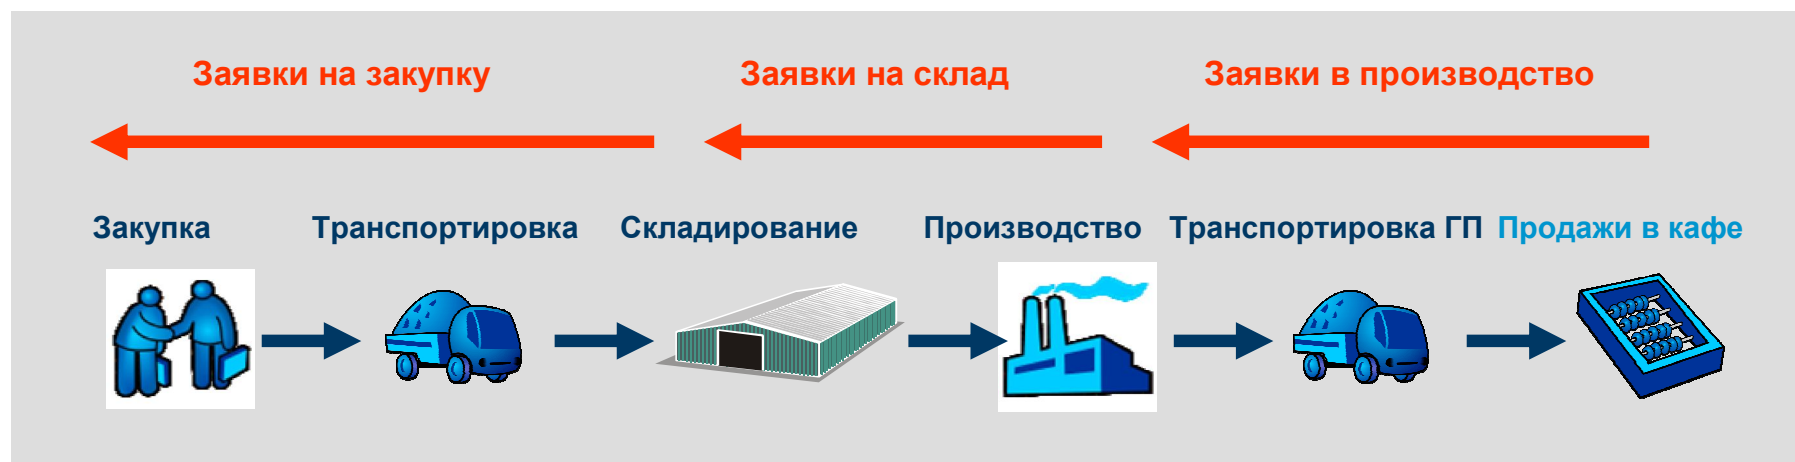 Заявки на закупку
Заявки на склад
Заявки в производство
Закупка
Транспортировка
Складирование
Производство
Транспортировка ГП
Продажи в кафе